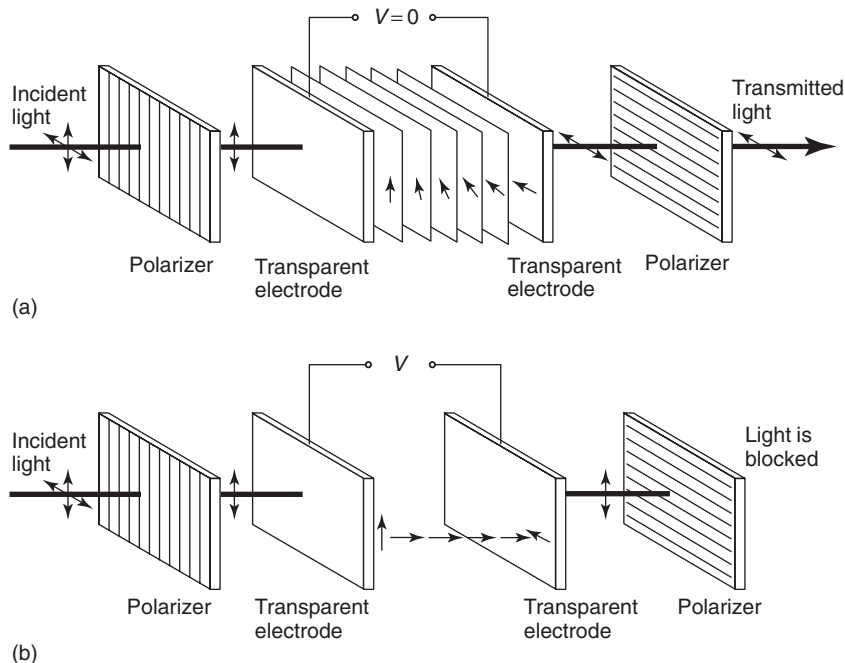 V = 0
Incident
light
Transmitted
light
Polarizer
Transparent
electrode
Transparent
electrode
Polarizer
(a)
V
Incident
light
Light is
blocked
Polarizer
Transparent
electrode
Transparent
electrode
Polarizer
(b)